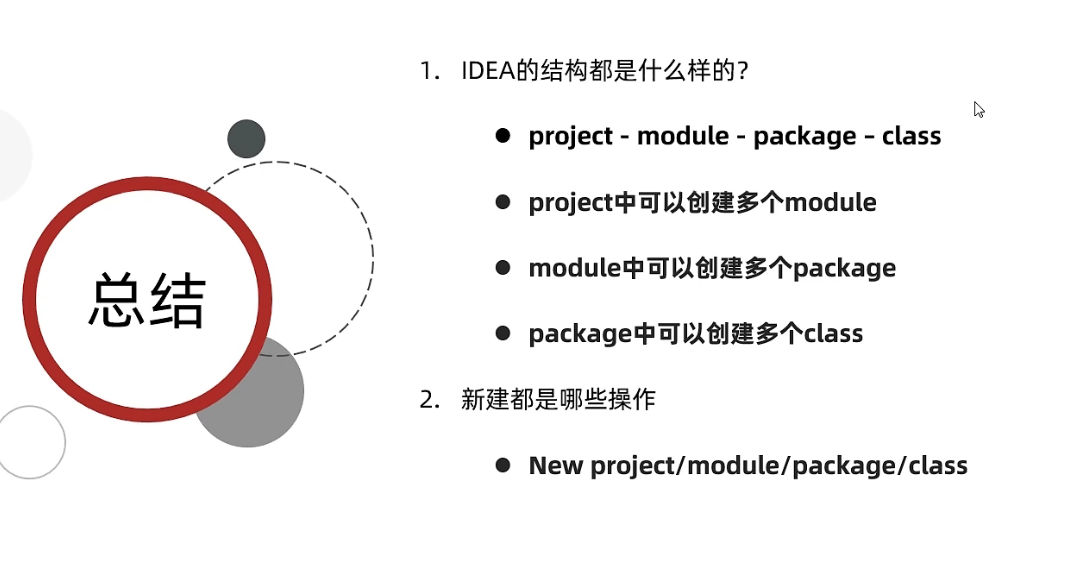 总结
1. IDEA的结构都是什么样的？
● project - module - package – class
● project中可以创建多个module
● module中可以创建多个package
● package中可以创建多个class
2. 新建都是哪些操作
● New project/module/package/class